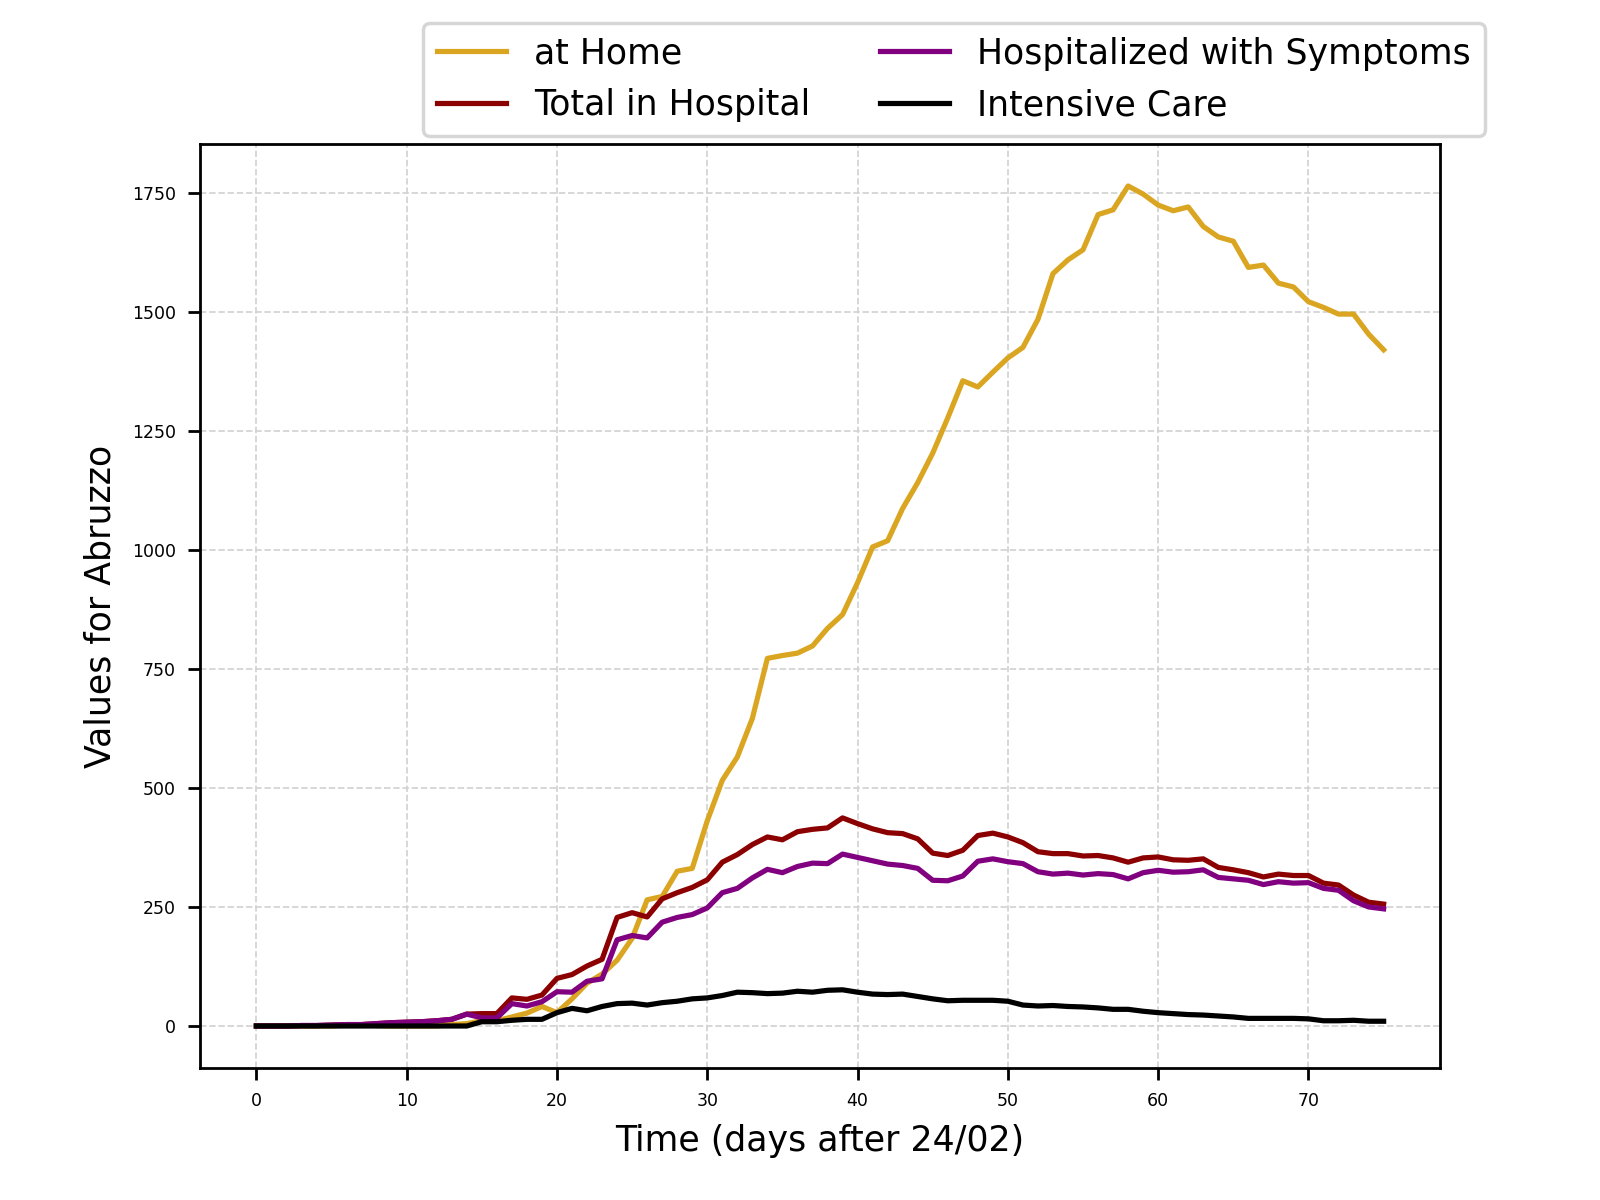 at Home
Total in Hospital
Hospitalized with Symptoms
Intensive Care
Values for Abruzzo
1750
1500
1250
1000
750
500
250
0
0 10 20 30 40 50 60 70
Time (days after 24/02)